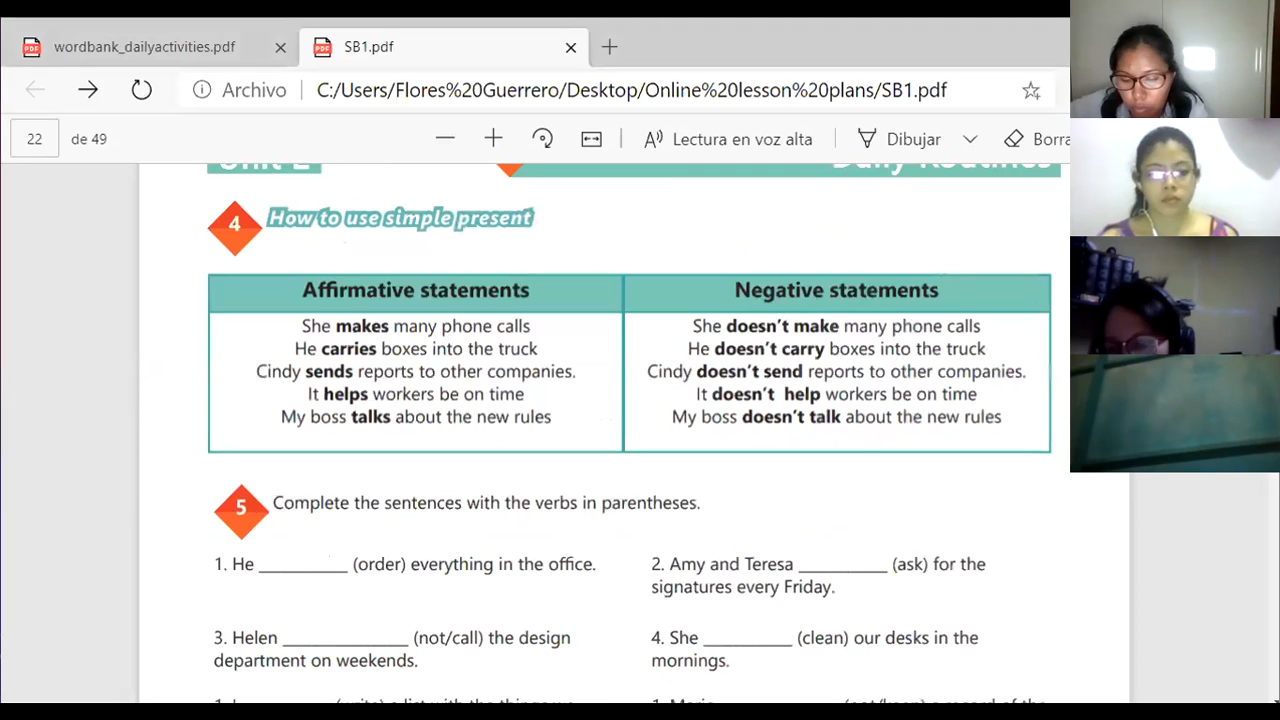 wordbank_dailyactivities.pdf
SB1.pdf
Archivo
C:/Users/Flores%20Guerrero/Desktop/Online%20lesson%20plans/SB1.pdf
22 de 49
Lectura en voz alta
Dibujar
Borra
Unit 2
Daily Routines
4 How to use simple present
Affirmative statements
She makes many phone calls
He carries boxes into the truck
Cindy sends reports to other companies.
It helps workers be on time
My boss talks about the new rules
Negative statements
She doesn't make many phone calls
He doesn't carry boxes into the truck
Cindy doesn't send reports to other companies.
It doesn't help workers be on time
My boss doesn't talk about the new rules
5 Complete the sentences with the verbs in parentheses.
1. He __________ (order) everything in the office.
2. Amy and Teresa __________ (ask) for the
signatures every Friday.
3. Helen ______________ (not/call) the design
department on weekends.
4. She __________ (clean) our desks in the
mornings.